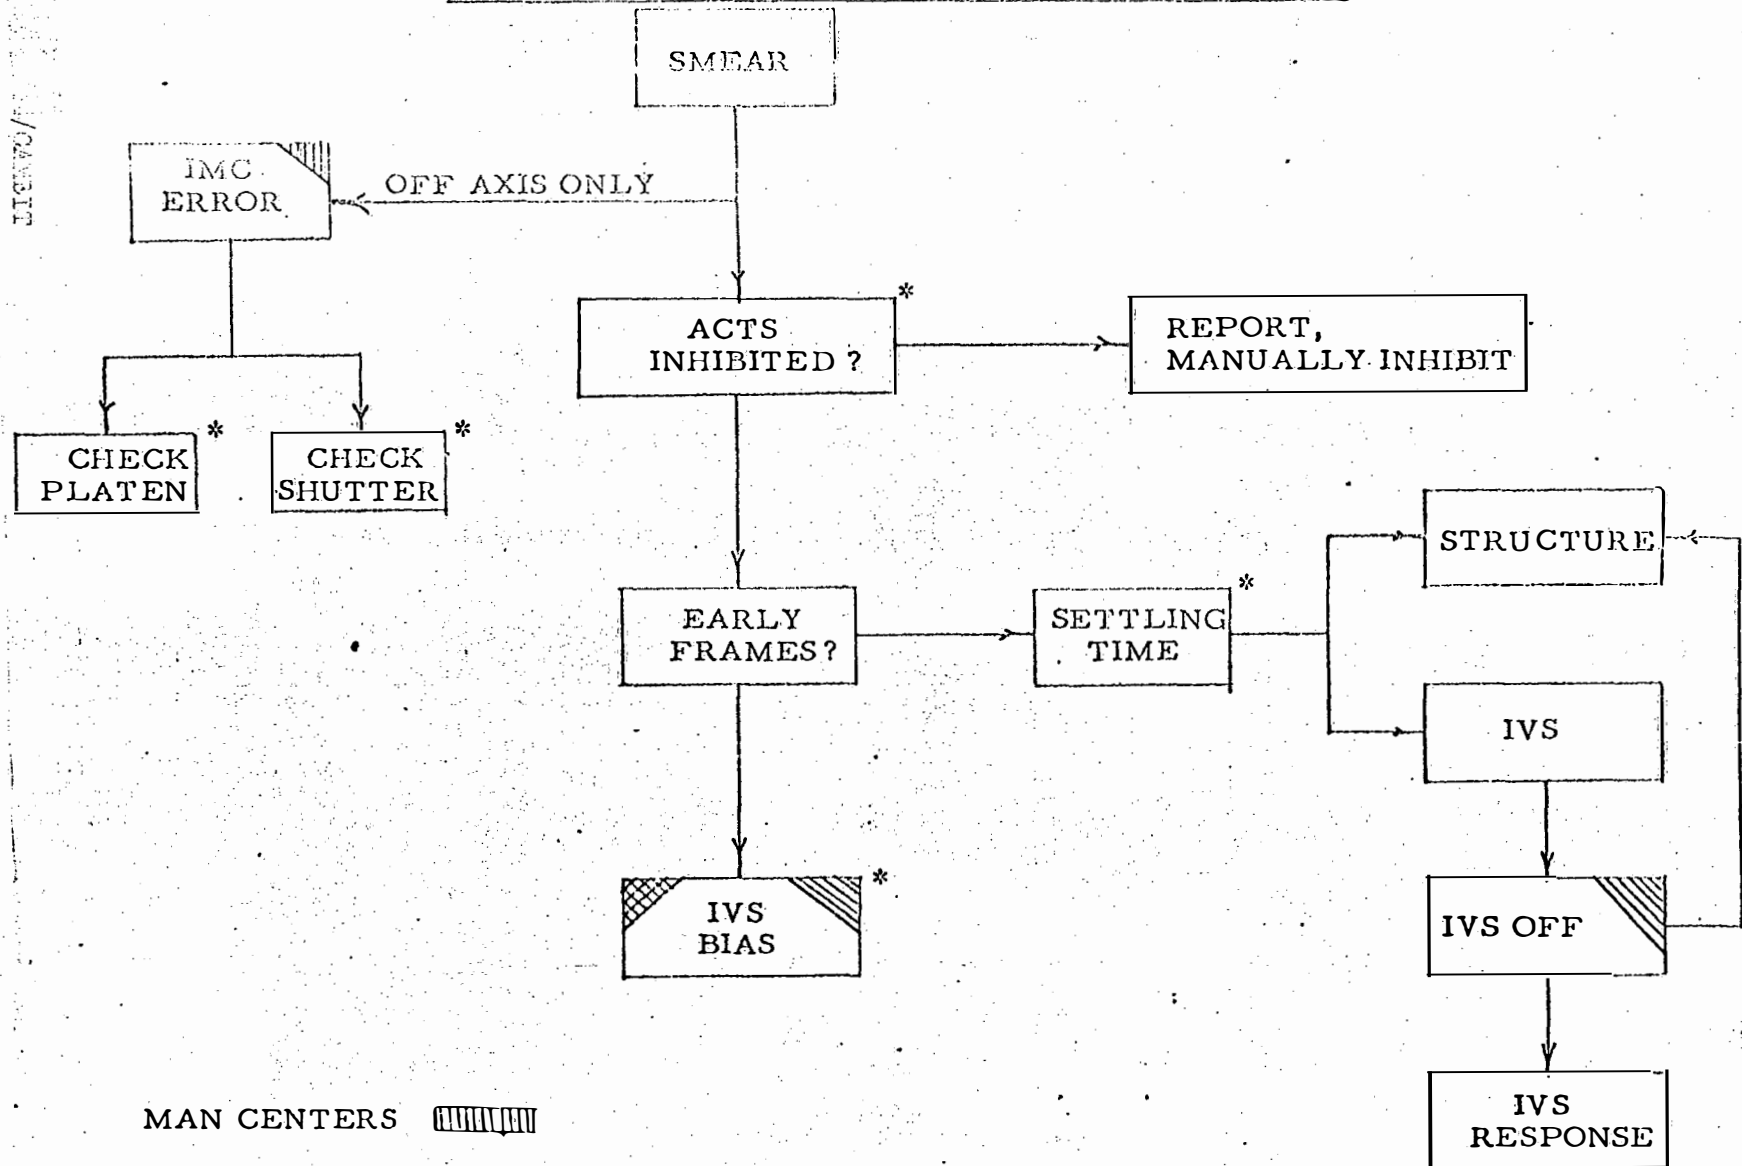 SMEAR
IMC
ERROR
OFF AXIS ONLY
ACTS
INHIBITED ?
*
REPORT,
MANUALLY INHIBIT
CHECK
PLATEN
*
CHECK
SHUTTER
*
EARLY
FRAMES?
SETTLING
TIME
*
STRUCTURE
IVS
IVS
BIAS
*
IVS OFF
IVS
RESPONSE
MAN CENTERS